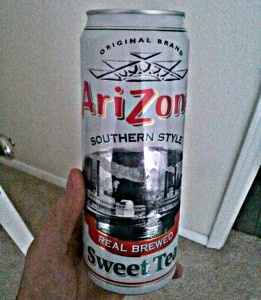 ORIGINAL BRAND
AriZon
SOUTHERN STYLE
REAL BREWED
Sweet Tea